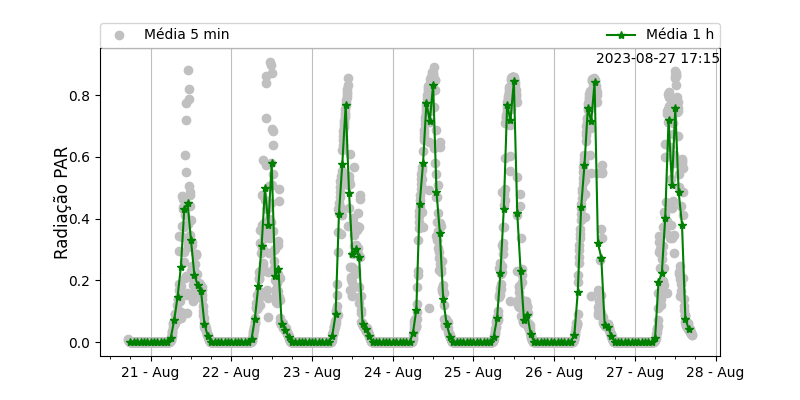 Média 5 min
Média 1 h
2023-08-27 17:15
Radiação PAR
0.8
0.6
0.4
0.2
0.0
21 - Aug
22 - Aug
23 - Aug
24 - Aug
25 - Aug
26 - Aug
27 - Aug
28 - Aug